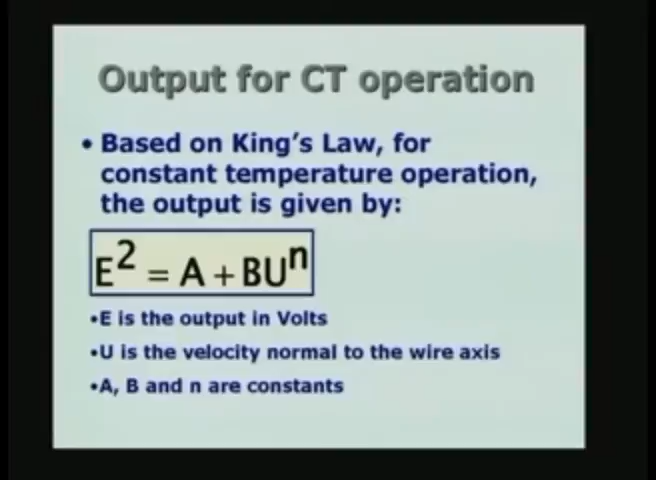 Output for CT operation
• Based on King's Law, for
constant temperature operation,
the output is given by:
E² = A + BUⁿ
•E is the output in Volts
•U is the velocity normal to the wire axis
•A, B and n are constants